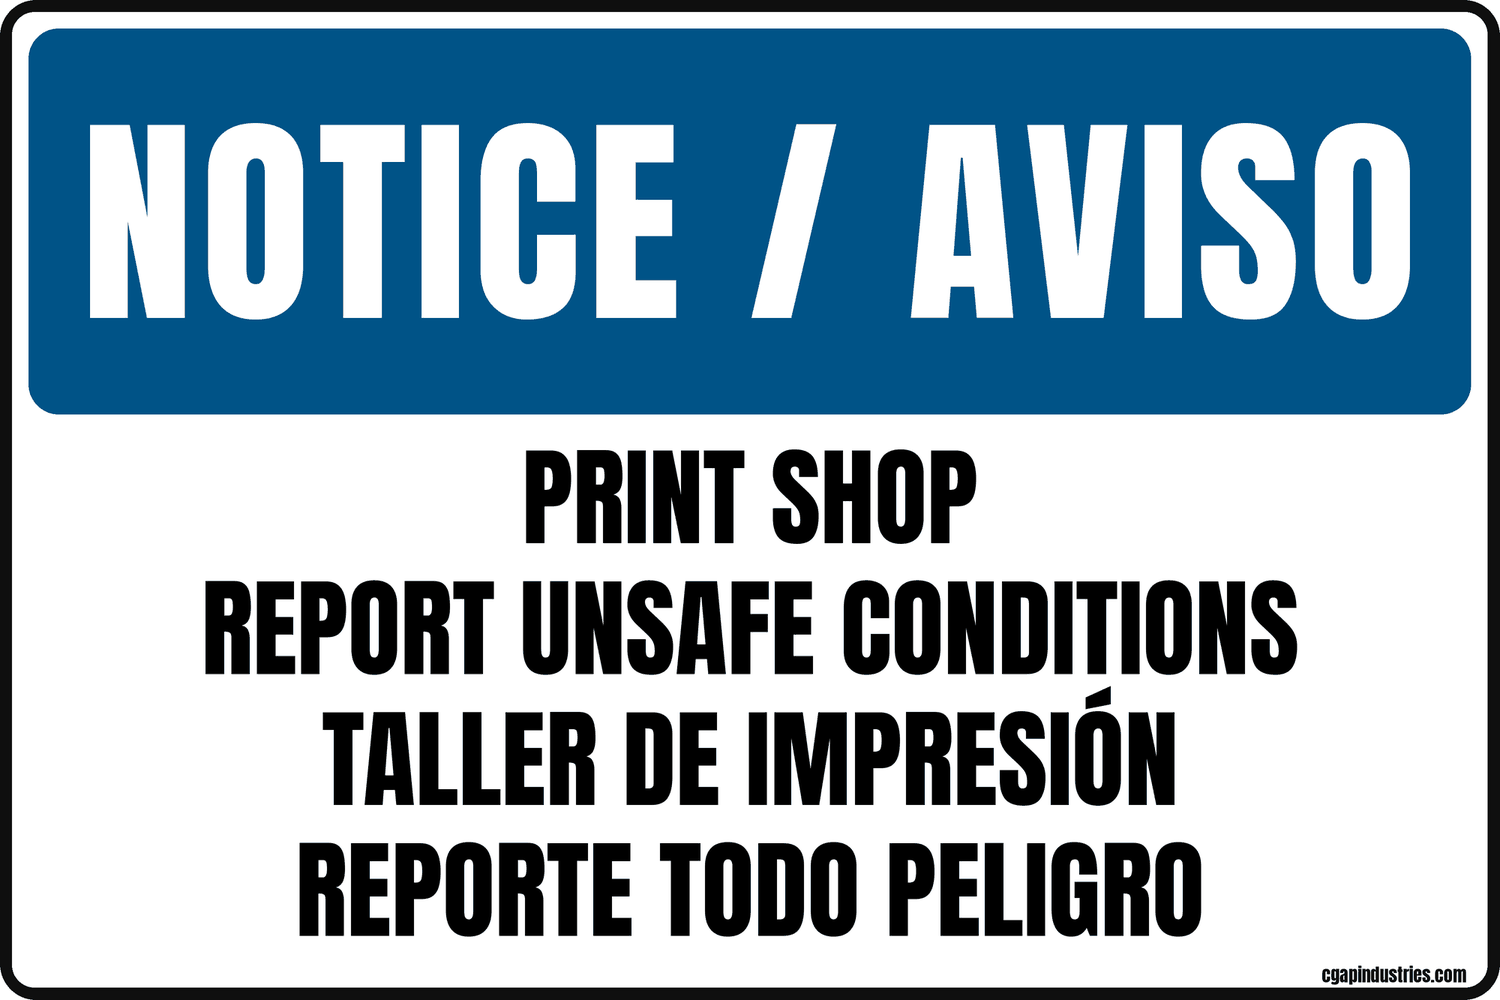 NOTICE / AVISO
PRINT SHOP
REPORT UNSAFE CONDITIONS
TALLER DE IMPRESIÓN
REPORTE TODO PELIGRO
cgapindustries.com